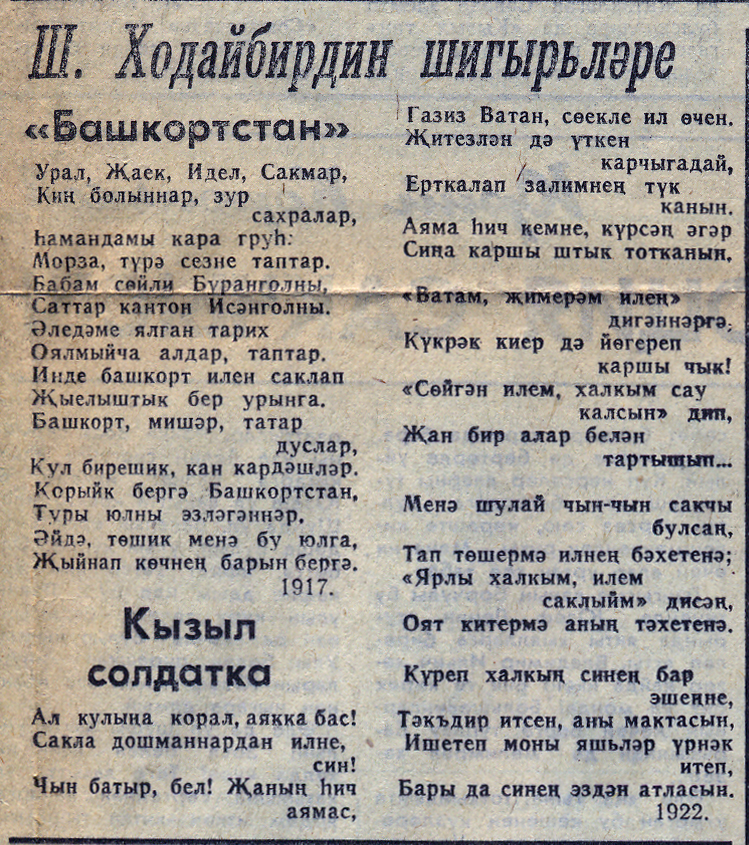 Ш. Ходайбирдин шигырьләре
«Башкортстан»
Урал, Җаек, Идел, Сакмар,
Киң болыннар, зур
сахралар,
Һамандамы кара груһ:
Морза, түрә сезне таптар.
Бабам сөйли Буранголны,
Саттар кантон Исәнголны.
Әледәме ялган тарих
Оялмыйча алдар, таптар.
Инде башкорт илен саклап
Җыелыштык бер урынга.
Башкорт, мишәр, татар
дуслар,
Кул бирешик, кан кардәшләр.
Корыйк бергә Башкортстан,
Туры юлны эзләгәннәр,
Әйдә, төшик менә бу юлга,
Җыйнап көчнең барын бергә.
1917.
Кызыл
солдатка
Ал кулыңа корал, аякка бас!
Сакла дошманнардан илне,
син!
Чын батыр, бел! Җаның һич
аямас,
Газиз Ватан, сөекле ил өчен.
Җитезлән дә үткен
карчыгадай,
Ерткалап залимнең түк
канын.
Аяма һич кемне, күрсәң әгәр
Сиңа каршы штык тотканын.
«Ватам, җимерәм илең»
дигәннәргә,
Күкрәк киер дә йөгереп
каршы чык!
«Сөйгән илем, халкым сау
калсын» дип,
Җан бир алар белән
тартышып...
Менә шулай чын-чын сакчы
булсаң,
Тап төшермә илнең бәхетенә;
«Ярлы халкым, илем
саклыйм» дисәң,
Оят китермә аның тәхетенә.
Күреп халкың синең бар
эшеңне,
Тәкъдир итсен, аны мактасын,
Ишетеп моны яшьләр үрнәк
итеп,
Бары да синең эздән атласын.
1922.